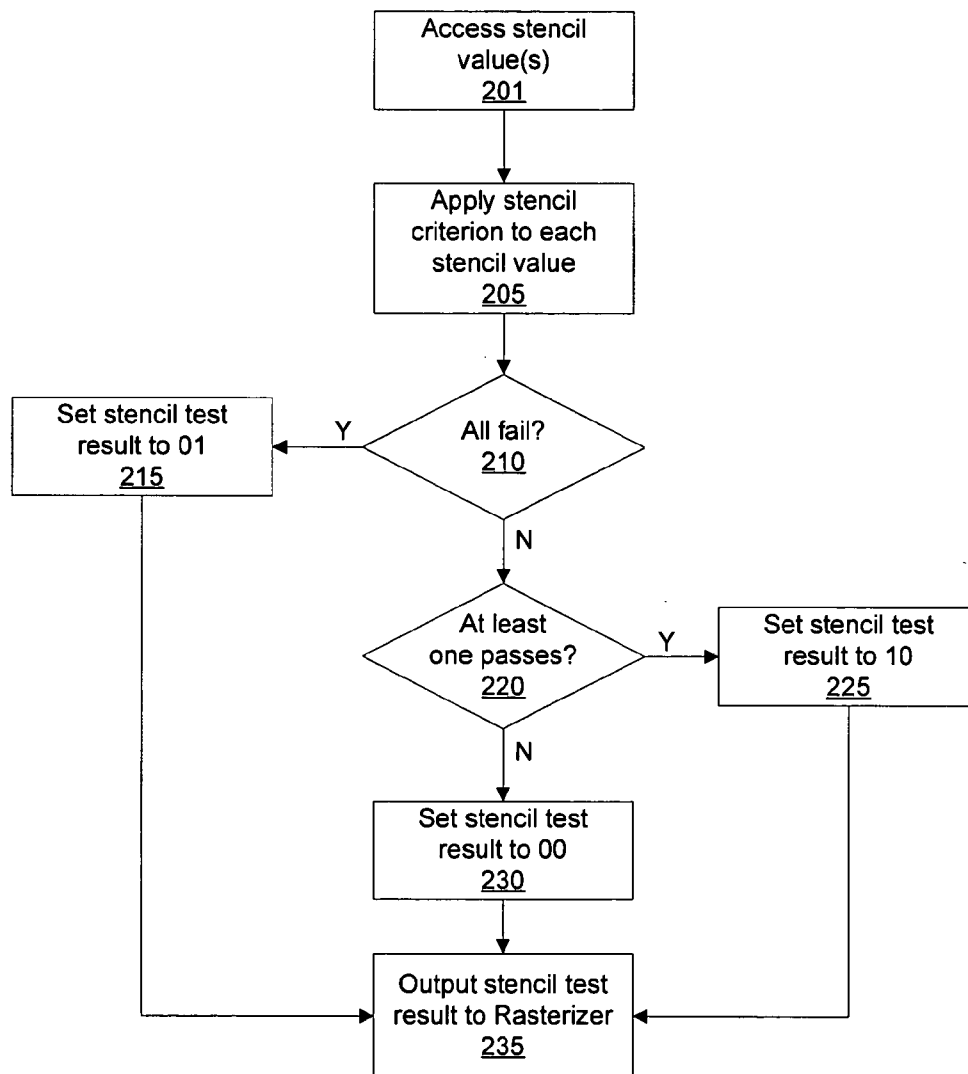 Access stencil
value(s)
201
Apply stencil
criterion to each
stencil value
205
Set stencil test
result to 01
215
Y
All fail?
210
N
At least
one passes?
220
Y
Set stencil test
result to 10
225
N
Set stencil test
result to 00
230
Output stencil test
result to Rasterizer
235